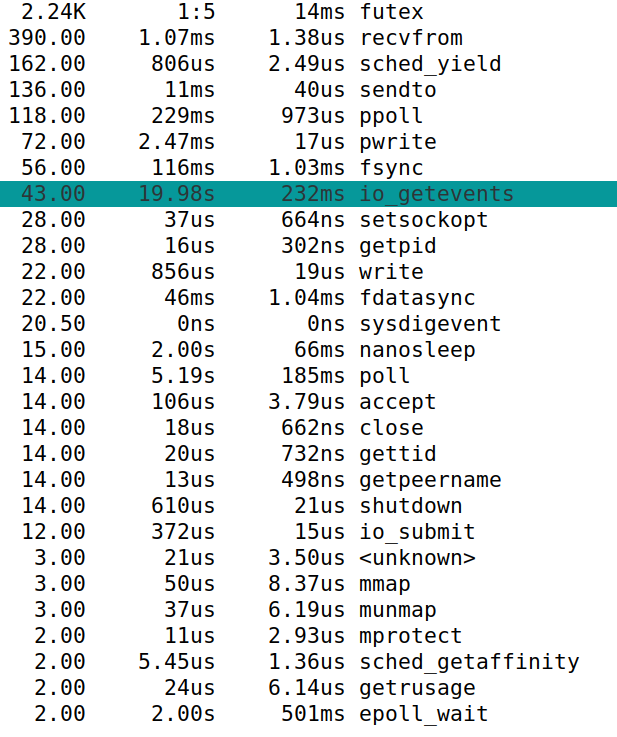 2.24K 1:5 14ms futex
390.00 1.07ms 1.38us recvfrom
162.00 806us 2.49us sched_yield
136.00 11ms 40us sendto
118.00 229ms 973us ppoll
72.00 2.47ms 17us pwrite
56.00 116ms 1.03ms fsync
43.00 19.98s 232ms io_getevents
28.00 37us 664ns setsockopt
28.00 16us 302ns getpid
22.00 856us 19us write
22.00 46ms 1.04ms fdatasync
20.50 0ns 0ns sysdigevent
15.00 2.00s 66ms nanosleep
14.00 5.19s 185ms poll
14.00 106us 3.79us accept
14.00 18us 662ns close
14.00 20us 732ns gettid
14.00 13us 498ns getpeername
14.00 610us 21us shutdown
12.00 372us 15us io_submit
3.00 21us 3.50us <unknown>
3.00 50us 8.37us mmap
3.00 37us 6.19us munmap
2.00 11us 2.93us mprotect
2.00 5.45us 1.36us sched_getaffinity
2.00 24us 6.14us getrusage
2.00 2.00s 501ms epoll_wait